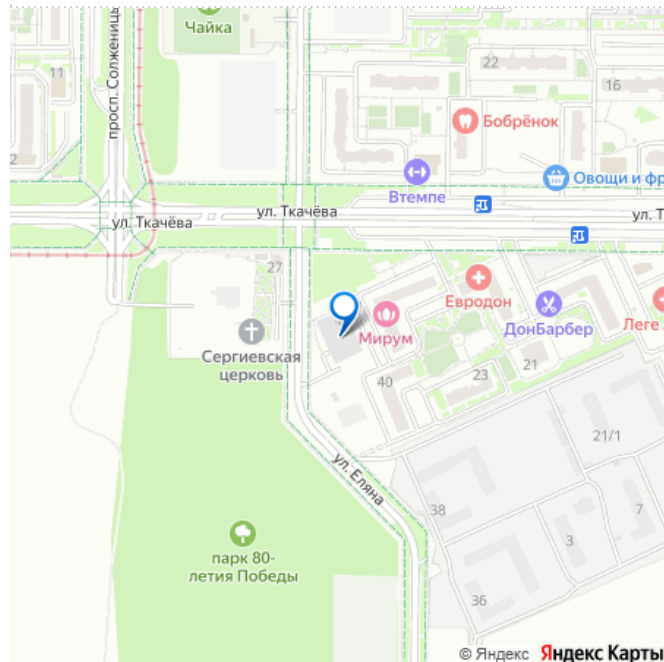 Чайка
просп. Солженицы
11
2
22
16
Бобрёнок
Втемпе
Овощи и фр
ул. Ткачёва
ул. Ткачёва
ул. Т
27
Евродон
ДонБарбер
Леге
Мирум
Сергиевская
церковь
40
23
21
21/1
ул. Еляна
38
7
3
36
парк 80-
летия Победы
© Яндекс Яндекс Карты